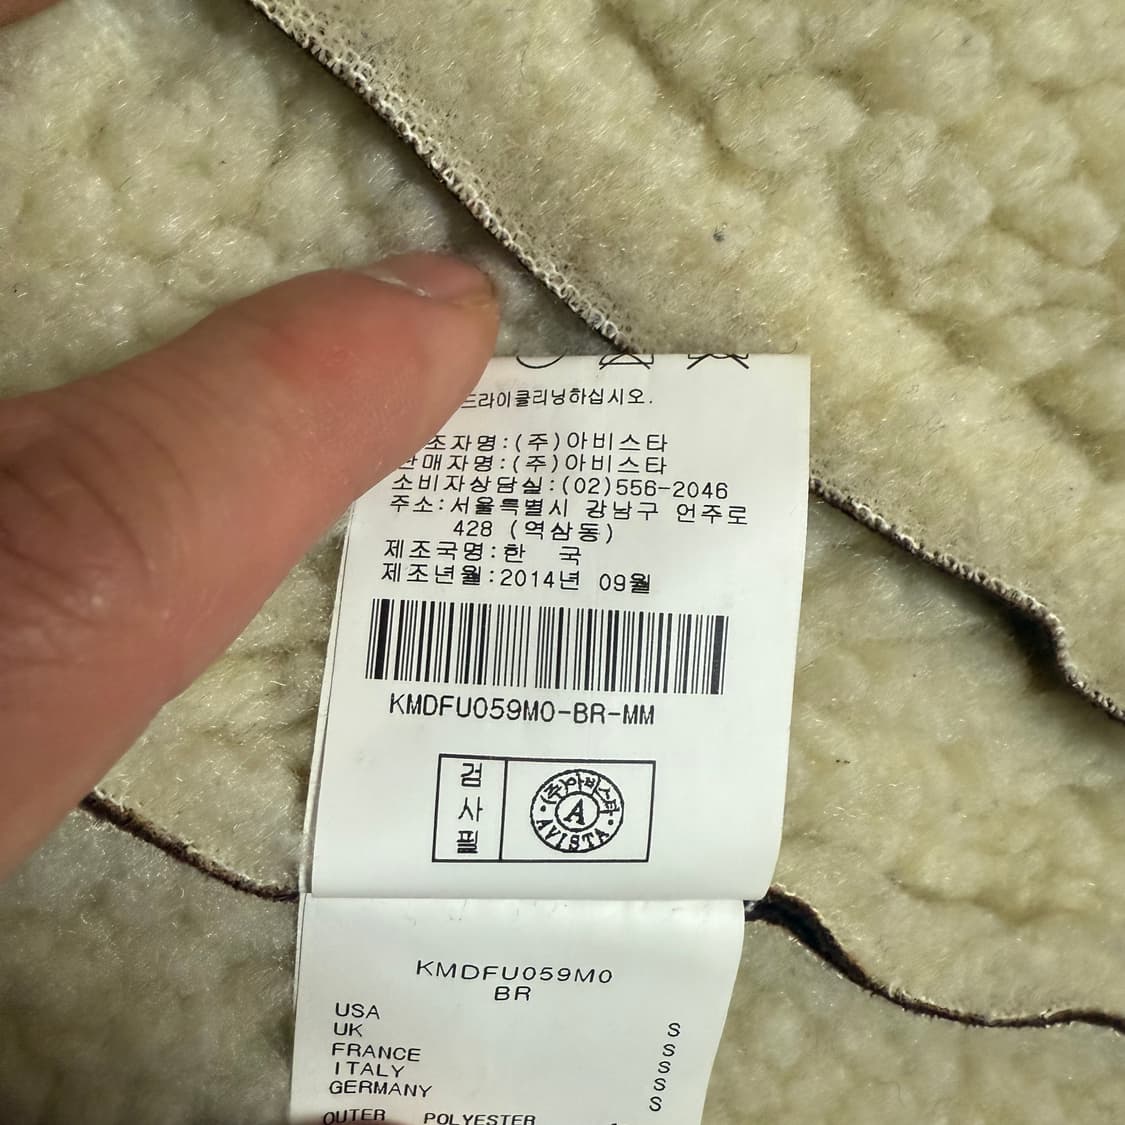 드라이클리닝하십시오.
조자명:(주)아비스타
판매자명:(주)아비스타
소비자상담실:(02)556-2046
주소:서울특별시 강남구 언주로
428 (역삼동)
제조국명:한 국
제조년월:2014년 09월
KMDFU059M0-BR-MM
검사필
(주)아비스타
A
AVISTA
KMDFU059M0
BR
USA S
UK S
FRANCE S
ITALY S
GERMANY S
OUTER POLYESTER